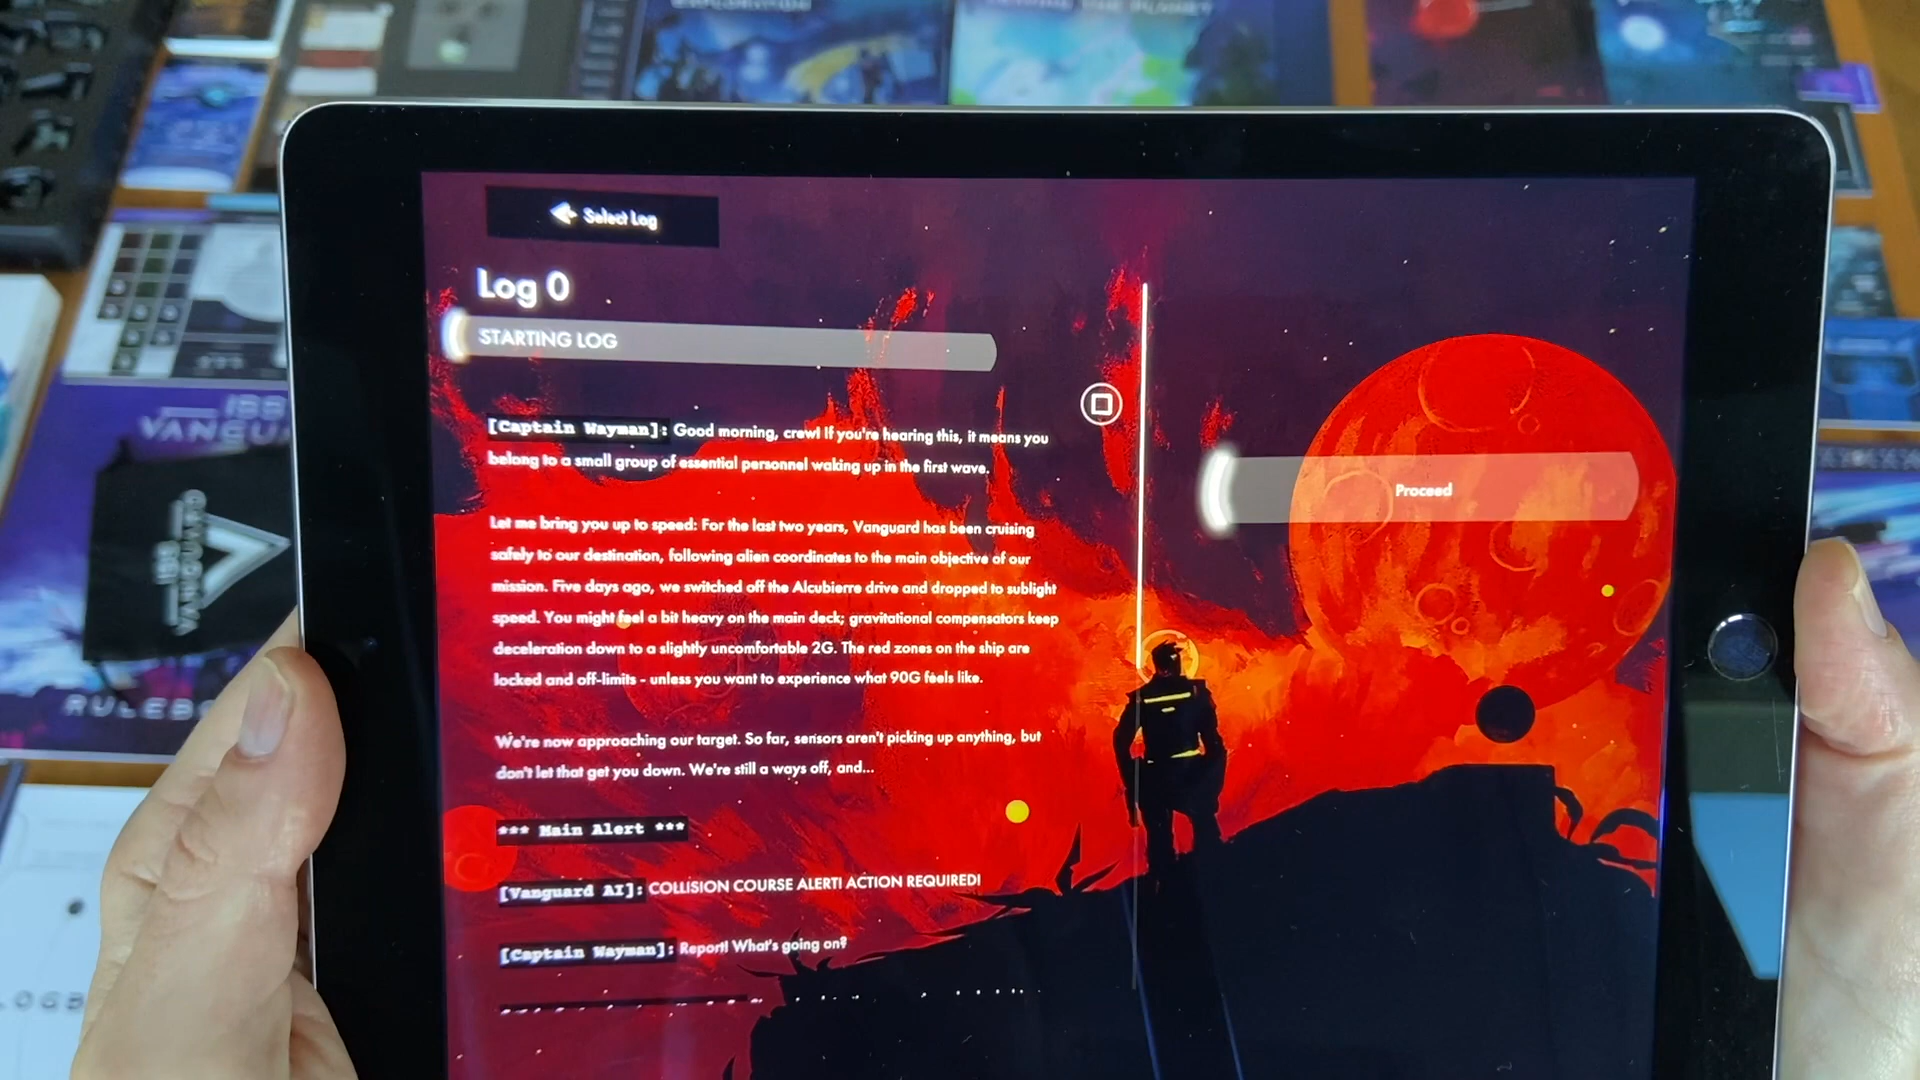 EXPLORATION
Select Log
Log 0
STARTING LOG
[Captain Wayman]: Good morning, crew! If you're hearing this, it means you
belong to a small group of essential personnel waking up in the first wave.
Let me bring you up to speed: For the last two years, Vanguard has been cruising
safely to our destination, following alien coordinates to the main objective of our
mission. Five days ago, we switched off the Alcubierre drive and dropped to sublight
speed. You might feel a bit heavy on the main deck; gravitational compensators keep
deceleration down to a slightly uncomfortable 2G. The red zones on the ship are
locked and off-limits - unless you want to experience what 90G feels like.
We're now approaching our target. So far, sensors aren't picking up anything, but
don't let that get you down. We're still a ways off, and...
*** Main Alert ***
[Vanguard AI]: COLLISION COURSE ALERT! ACTION REQUIRED!
[Captain Wayman]: Report! What's going on?
Proceed
ISS
VANGUARD